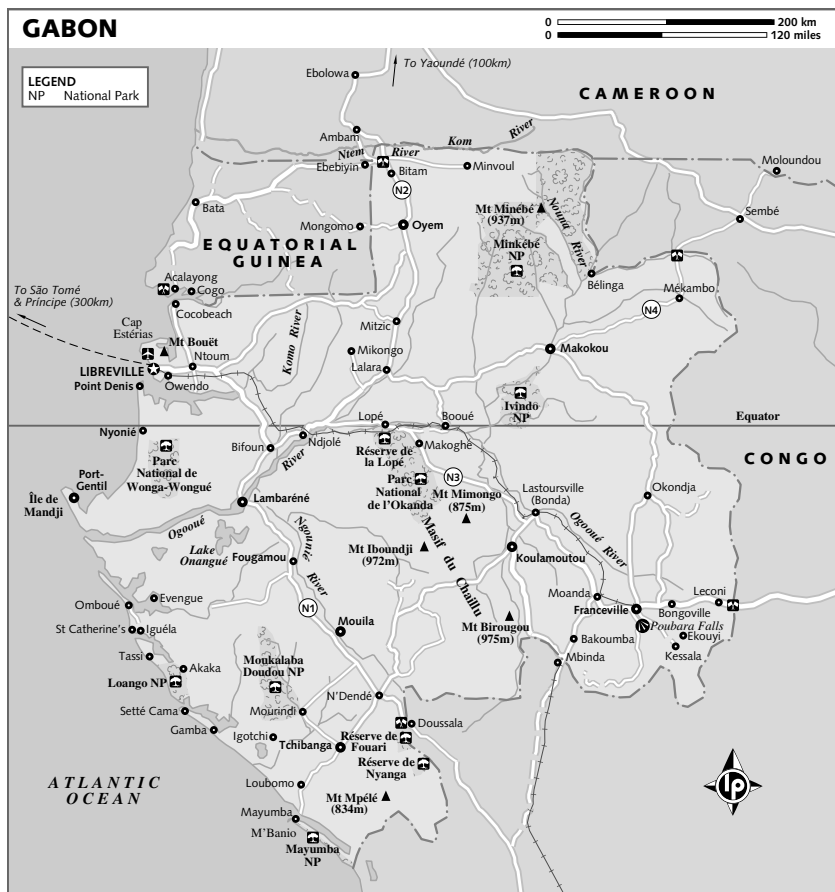 GABON
0 200 km
0 120 miles
LEGEND
NP National Park
To Yaoundé (100km)
Ebolowa
CAMEROON
Ambam
Ntem River
Kom River
Ebebiyin
Bitam
Minvoul
Moloundou
N2
Bata
Mt Minébé
(937m)
Nouna River
Sembé
Mongomo
Oyem
EQUATORIAL
GUINEA
Minkébé
NP
Bélinga
Acalayong
Cogo
Mékambo
To São Tomé
& Príncipe (300km)
Cocobeach
N4
Cap
Estérias
Mt Bouët
Komo River
Mitzic
Mikongo
Makokou
Ntoum
LIBREVILLE
Lalara
Point Denis
Owendo
Ivindo
NP
Lopé
Booué
Equator
Nyonié
Bifoun
Ndjolé
River
Réserve de
la Lopé
Makoghe
Parc
National de
Wonga-Wongué
CONGO
Port-
Gentil
N3
Parc
National
de l'Okanda
Mt Mimongo
(875m)
Lastoursville
(Bonda)
Okondja
Île de
Mandji
Lambaréné
Ogooué
Ngounié River
Masif du Chaillu
Ogooué River
Lake
Onangué
Mt Iboundji
(972m)
Koulamoutou
Fougamou
Evengue
Omboué
N1
Moanda
Leconi
Franceville
Bongoville
St Catherine's
Iguéla
Mouila
Mt Birougou
(975m)
Poubara Falls
Bakoumba
Ekouyi
Kessala
Tassi
Akaka
Moukalaba
Doudou NP
Mbinda
Loango NP
N'Dendé
Setté Cama
Mourindi
Doussala
Gamba
Igotchi
Tchibanga
Réserve de
Fouari
Réserve de
Nyanga
ATLANTIC
OCEAN
Loubomo
Mt Mpélé
(834m)
Mayumba
M'Banio
Mayumba
NP
lp